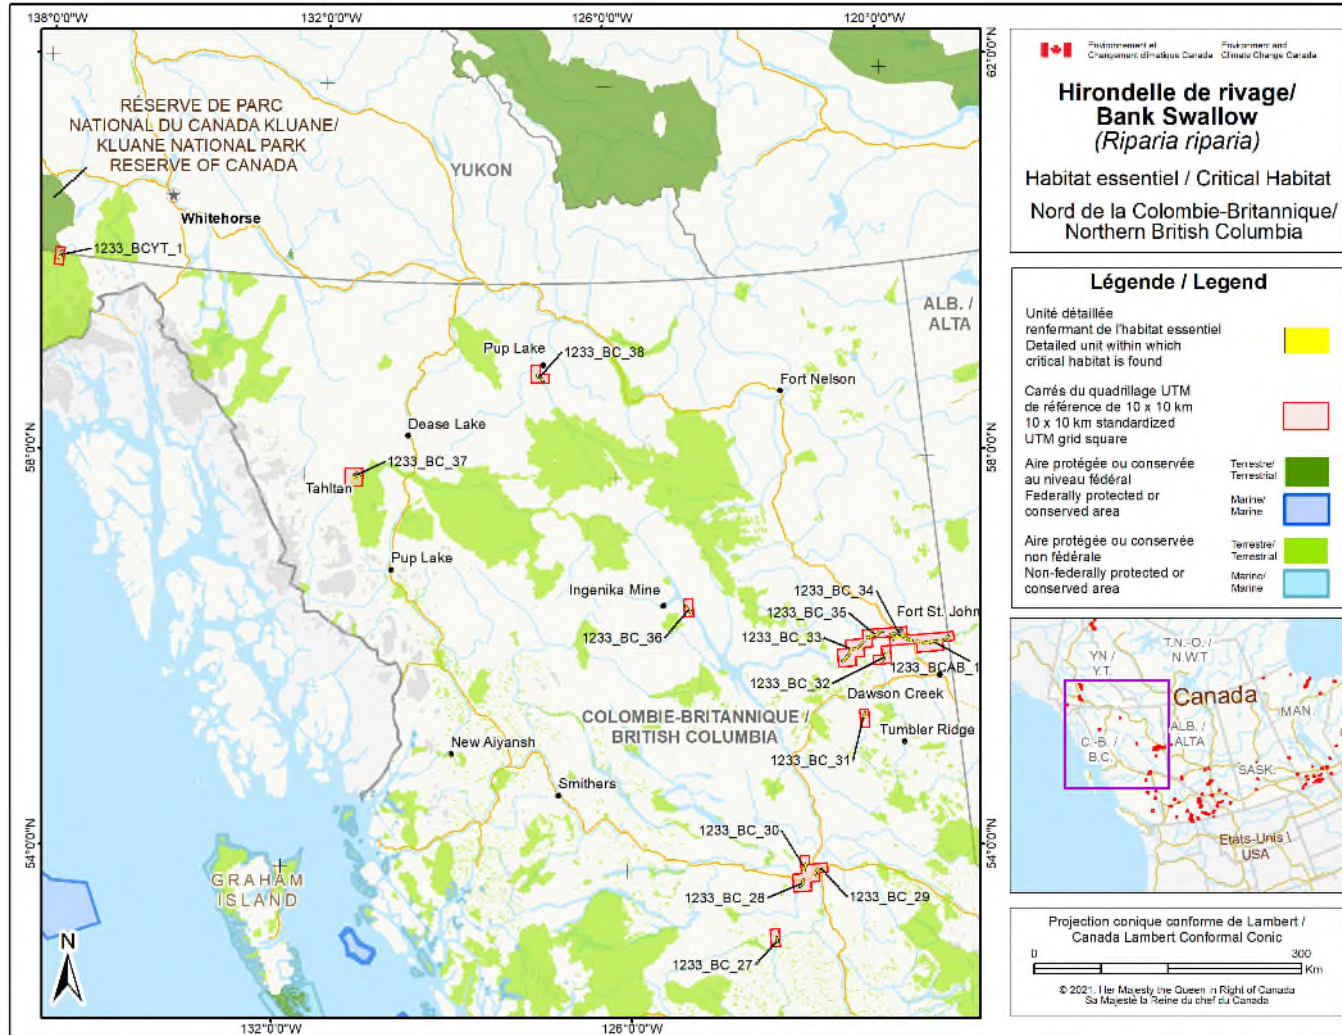 138°0'0"W
132°0'0"W
126°0'0"W
120°0'0"W
62°0'0"N
RÉSERVE DE PARC
NATIONAL DU CANADA KLUANE/
KLUANE NATIONAL PARK
RESERVE OF CANADA
YUKON
Whitehorse
1233_BCYT_1
ALB. /
ALTA
Pup Lake
1233_BC_38
Fort Nelson
Dease Lake
58°0'0"N
58°0'0"N
1233_BC_37
Tahltan
Pup Lake
Ingenika Mine
1233_BC_34
1233_BC_35
Fort St. John
1233_BC_36
1233_BC_33
1233_BCAB_1
1233_BC_32
Dawson Creek
COLOMBIE-BRITANNIQUE /
BRITISH COLUMBIA
Tumbler Ridge
New Aiyansh
1233_BC_31
Smithers
54°0'0"N
54°0'0"N
1233_BC_30
GRAHAM
ISLAND
1233_BC_28
1233_BC_29
1233_BC_27
N
132°0'0"W
126°0'0"W
Environnement et
Changement climatique Canada
Environment and
Climate Change Canada
Hirondelle de rivage/
Bank Swallow
(Riparia riparia)
Habitat essentiel / Critical Habitat
Nord de la Colombie-Britannique/
Northern British Columbia
Légende / Legend
Unité détaillée
renfermant de l'habitat essentiel
Detailed unit within which
critical habitat is found
Carrés du quadrillage UTM
de référence de 10 x 10 km
10 x 10 km standardized
UTM grid square
Aire protégée ou conservée
au niveau fédéral
Federally protected or
conserved area
Terrestre/
Terrestrial
Marine/
Marine
Aire protégée ou conservée
non fédérale
Non-federally protected or
conserved area
Terrestre/
Terrestrial
Marine/
Marine
YN /
Y.T.
T.N.-O. /
N.W.T
Canada
C.-B. /
B.C.
ALB. /
ALTA
MAN.
SASK.
États-Unis \
USA
Projection conique conforme de Lambert /
Canada Lambert Conformal Conic
0 300
Km
© 2021. Her Majesty the Queen in Right of Canada
Sa Majesté la Reine du chef du Canada